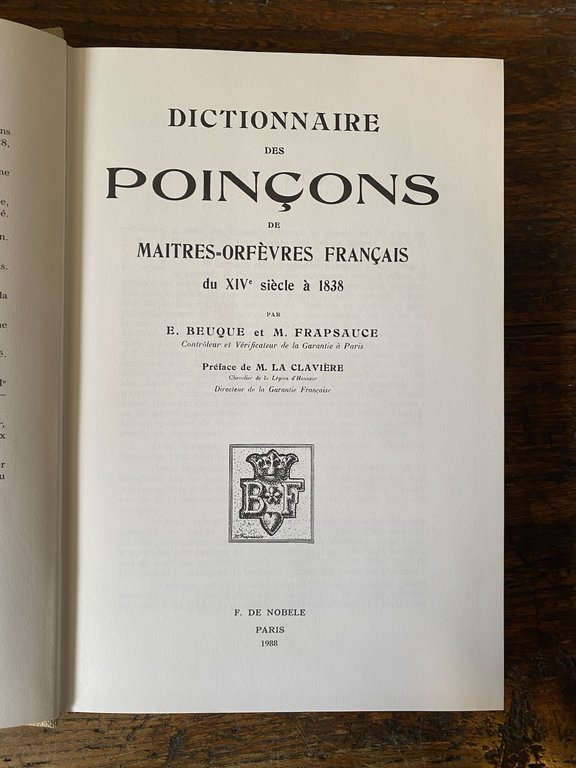 DICTIONNAIRE
DES
POINÇONS
DE
MAITRES-ORFÈVRES FRANÇAIS
du XIVe siècle à 1838
PAR
E. BEUQUE et M. FRAPSAUCE
Contrôleur et Vérificateur de la Garantie à Paris
Préface de M. LA CLAVIÈRE
Chevalier de la Légion d'Honneur
Directeur de la Garantie Française
B F
F. DE NOBELE
PARIS
1988